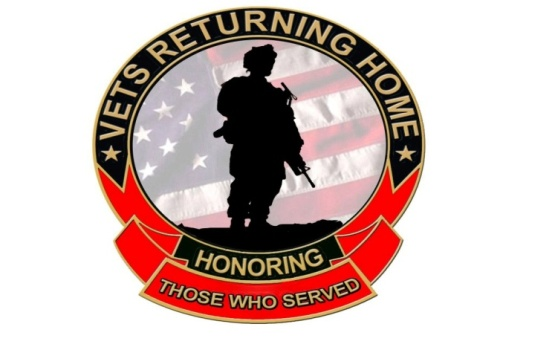 VETS RETURNING HOME
HONORING
THOSE WHO SERVED